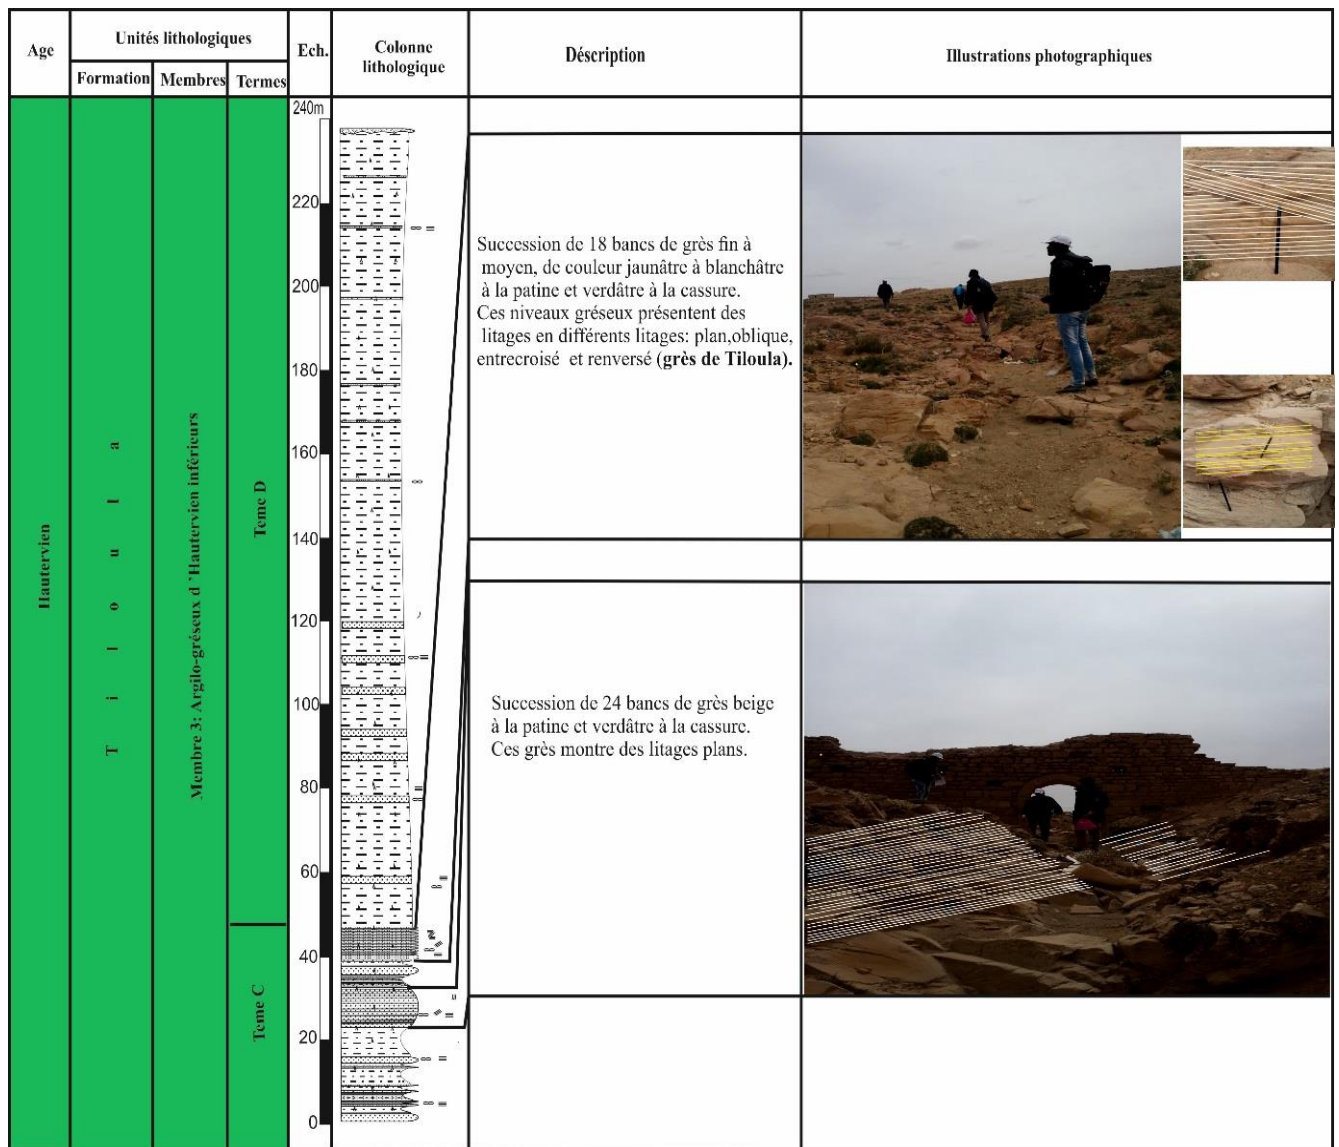 Age
Unités lithologiques
Formation
Membres
Termes
Ech.
Colonne
lithologique
Déscription
Illustrations photographiques
Hautervien
T i l o u l a
Membre 3: Argilo-gréseux d 'Hautervien inférieurs
Teme D
Teme C
240m
220
200
180
160
140
120
100
80
60
40
20
0
Succession de 18 bancs de grès fin à
moyen, de couleur jaunâtre à blanchâtre
à la patine et verdâtre à la cassure.
Ces niveaux gréseux présentent des
litages en différents litages: plan,oblique,
entrecroisé et renversé (grès de Tiloula).
Succession de 24 bancs de grès beige
à la patine et verdâtre à la cassure.
Ces grès montre des litages plans.